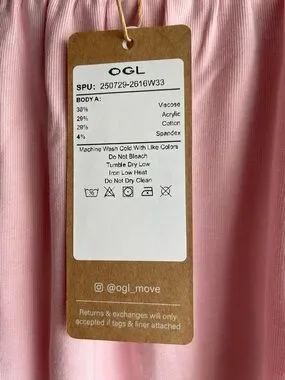 OGL
SPU: 250729-2616W33
BODY A:
38% Viscose
29% Acrylic
29% Cotton
4% Spandex
Machine Wash Cold With Like Colors
Do Not Bleach
Tumble Dry Low
Iron Low Heat
Do Not Dry Clean
@ogl_move
Returns & exchanges will only
accepted if tags & liner attached